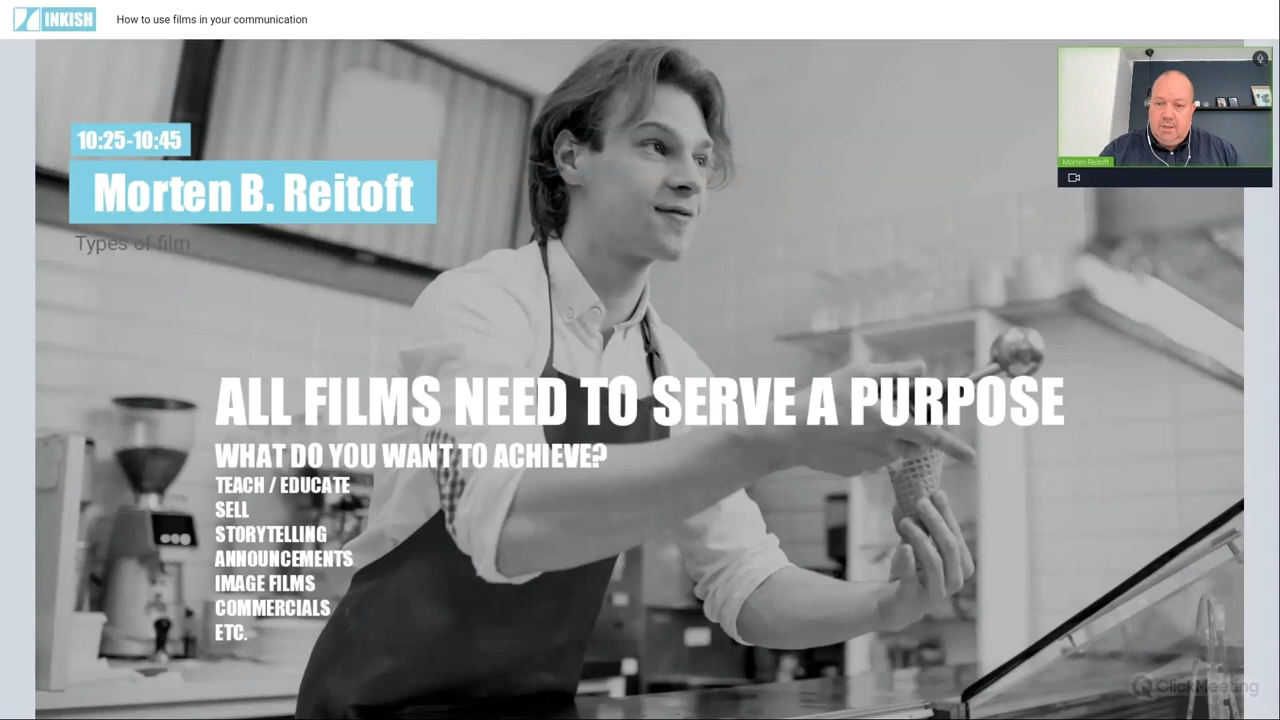 INKISH
How to use films in your communication
10:25-10:45
Morten B. Reitoft
Types of film
Morten Reitoft
ALL FILMS NEED TO SERVE A PURPOSE
WHAT DO YOU WANT TO ACHIEVE?
TEACH / EDUCATE
SELL
STORYTELLING
ANNOUNCEMENTS
IMAGE FILMS
COMMERCIALS
ETC.
ClickMeeting